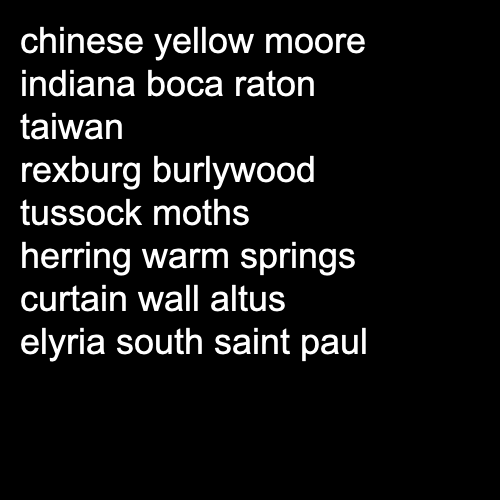 chinese yellow moore
indiana boca raton
taiwan
rexburg burlywood
tussock moths
herring warm springs
curtain wall altus
elyria south saint paul